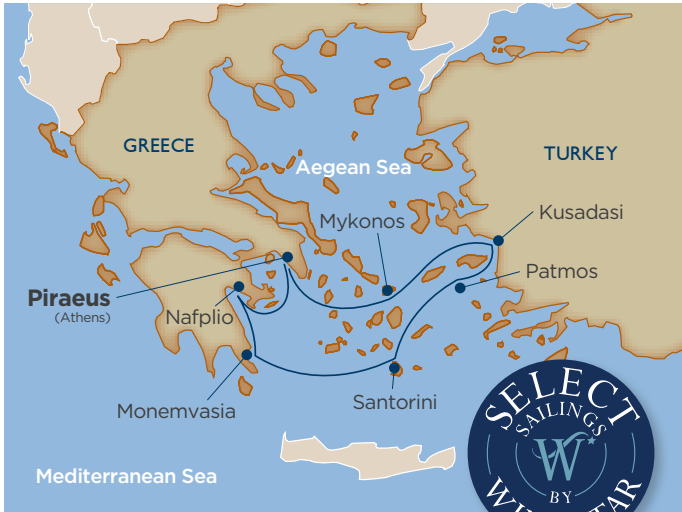 GREECE
TURKEY
Aegean Sea
Kusadasi
Mykonos
Patmos
Piraeus
(Athens)
Nafplio
Santorini
Monemvasia
Mediterranean Sea
SELECT
SAILINGS
W
BY